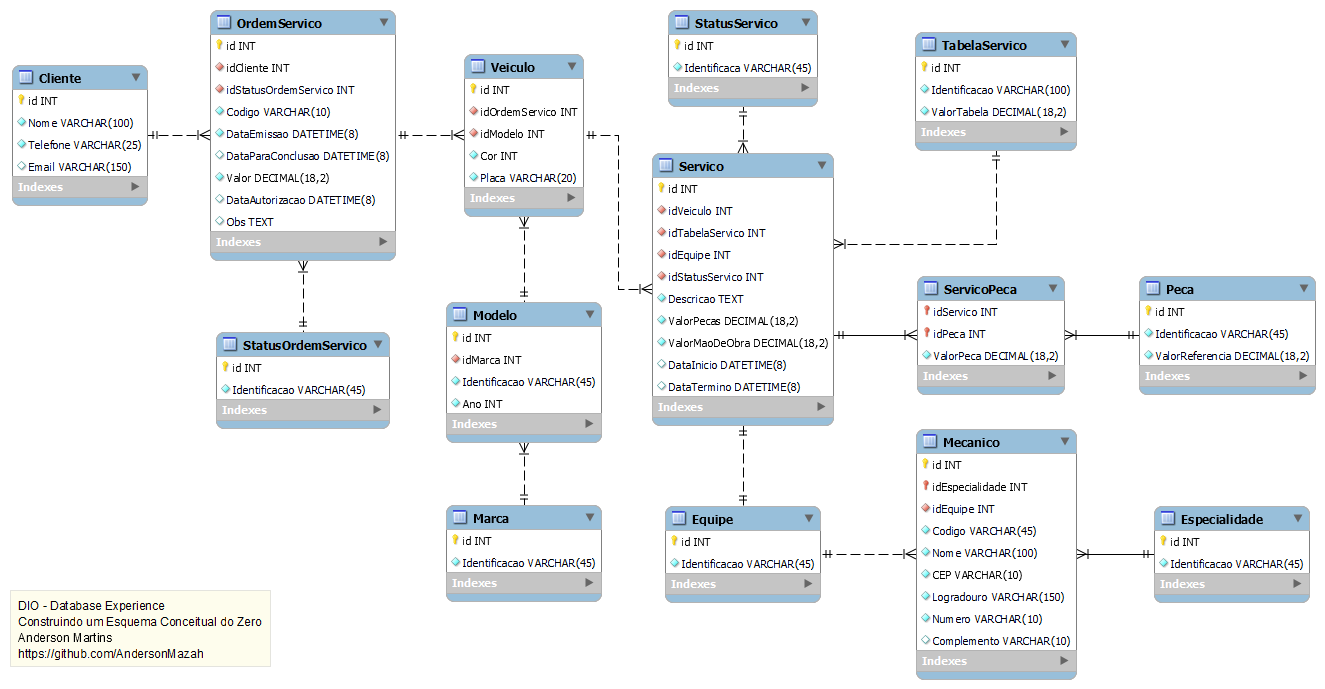 Cliente
id INT
Nome VARCHAR(100)
Telefone VARCHAR(25)
Email VARCHAR(150)
Indexes
OrdemServico
id INT
idCliente INT
idStatusOrdemServico INT
Codigo VARCHAR(10)
DataEmissao DATETIME(8)
DataParaConclusao DATETIME(8)
Valor DECIMAL(18,2)
DataAutorizacao DATETIME(8)
Obs TEXT
Indexes
StatusOrdemServico
id INT
Identificacao VARCHAR(45)
Indexes
Veiculo
id INT
idOrdemServico INT
idModelo INT
Cor INT
Placa VARCHAR(20)
Indexes
Modelo
id INT
idMarca INT
Identificacao VARCHAR(45)
Ano INT
Indexes
Marca
id INT
Identificacao VARCHAR(45)
Indexes
StatusServico
id INT
Identificaca VARCHAR(45)
Indexes
Servico
id INT
idVeiculo INT
idTabelaServico INT
idEquipe INT
idStatusServico INT
Descricao TEXT
ValorPecas DECIMAL(18,2)
ValorMaoDeObra DECIMAL(18,2)
DataInicio DATETIME(8)
DataTermino DATETIME(8)
Indexes
Equipe
id INT
Identificacao VARCHAR(45)
Indexes
TabelaServico
id INT
Identificacao VARCHAR(100)
ValorTabela DECIMAL(18,2)
Indexes
ServicoPeca
idServico INT
idPeca INT
ValorPeca DECIMAL(18,2)
Indexes
Peca
id INT
Identificacao VARCHAR(45)
ValorReferencia DECIMAL(18,2)
Indexes
Mecanico
id INT
idEspecialidade INT
idEquipe INT
Codigo VARCHAR(45)
Nome VARCHAR(100)
CEP VARCHAR(10)
Logradouro VARCHAR(150)
Numero VARCHAR(10)
Complemento VARCHAR(10)
Indexes
Especialidade
id INT
Identificacao VARCHAR(45)
Indexes
DIO - Database Experience
Construindo um Esquema Conceitual do Zero
Anderson Martins
https://github.com/AndersonMazah